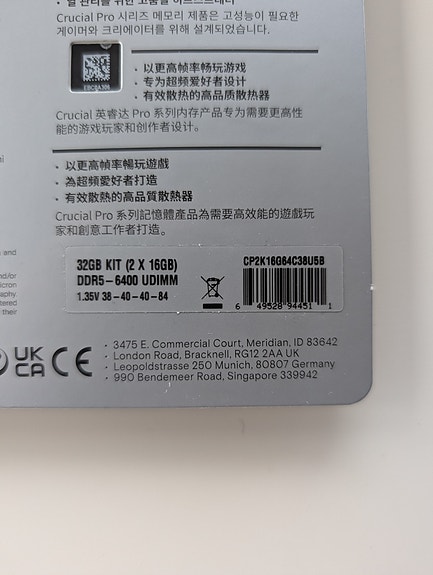 Crucial Pro 시리즈 메모리 제품은 고성능이 필요한
게이머와 크리에이터를 위해 설계되었습니다.
• 以更高帧率畅玩游戏
• 专为超频爱好者设计
• 有效散热的高品质散热器
Crucial 英睿达 Pro 系列内存产品专为需要更高性
能的游戏玩家和创作者设计。
• 以更高幀率暢玩遊戲
• 為超頻愛好者打造
• 有效散熱的高品質散熱器
Crucial Pro 系列記憶體產品為需要高效能的遊戲玩
家和創意工作者打造。
and
and/or
icron
aphy.
tered
their
32GB KIT (2 X 16GB)
DDR5-6400 UDIMM
1.35V 38-40-40-84
CP2K16G64C38U5B
6 49528 94451 1
UK
CA CE
• 3475 E. Commercial Court, Meridian, ID 83642
• London Road, Bracknell, RG12 2AA UK
• Leopoldstrasse 250 Munich, 80807 Germany
• 990 Bendemeer Road, Singapore 339942